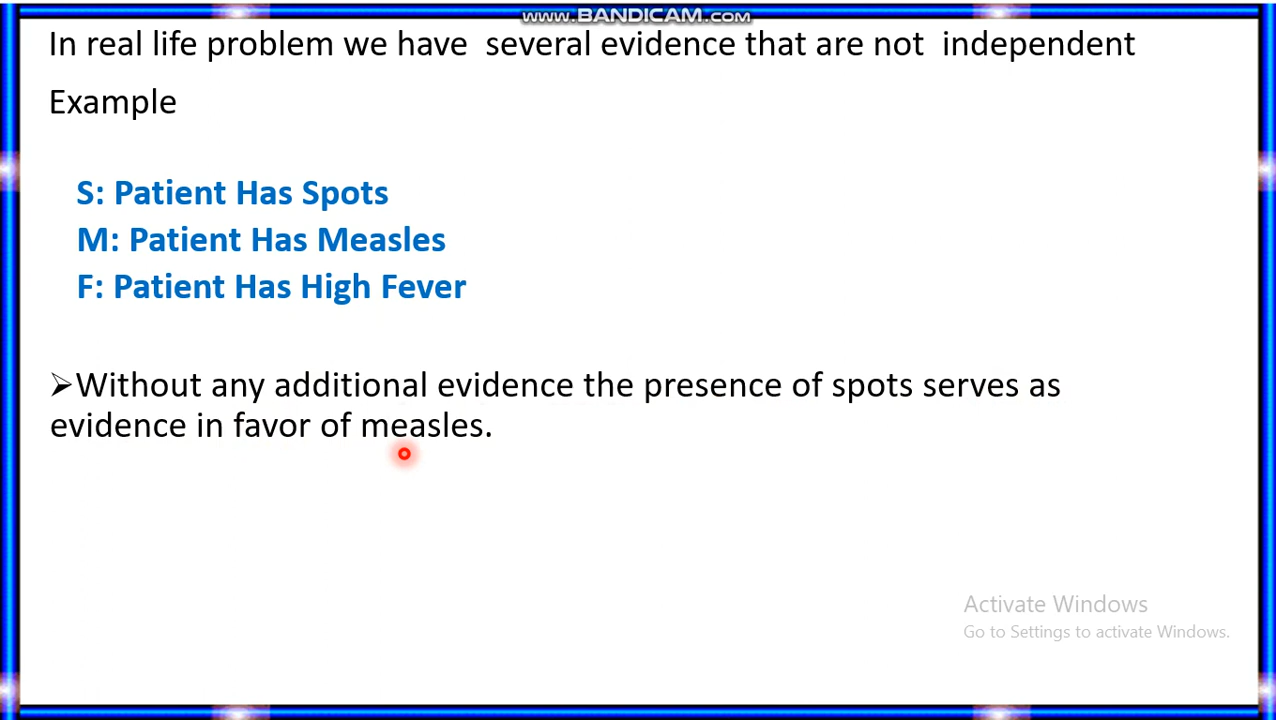 WWW.BANDICAM.COM
In real life problem we have several evidence that are not independent
Example
S: Patient Has Spots
M: Patient Has Measles
F: Patient Has High Fever
➢Without any additional evidence the presence of spots serves as
evidence in favor of measles.
Activate Windows
Go to Settings to activate Windows.